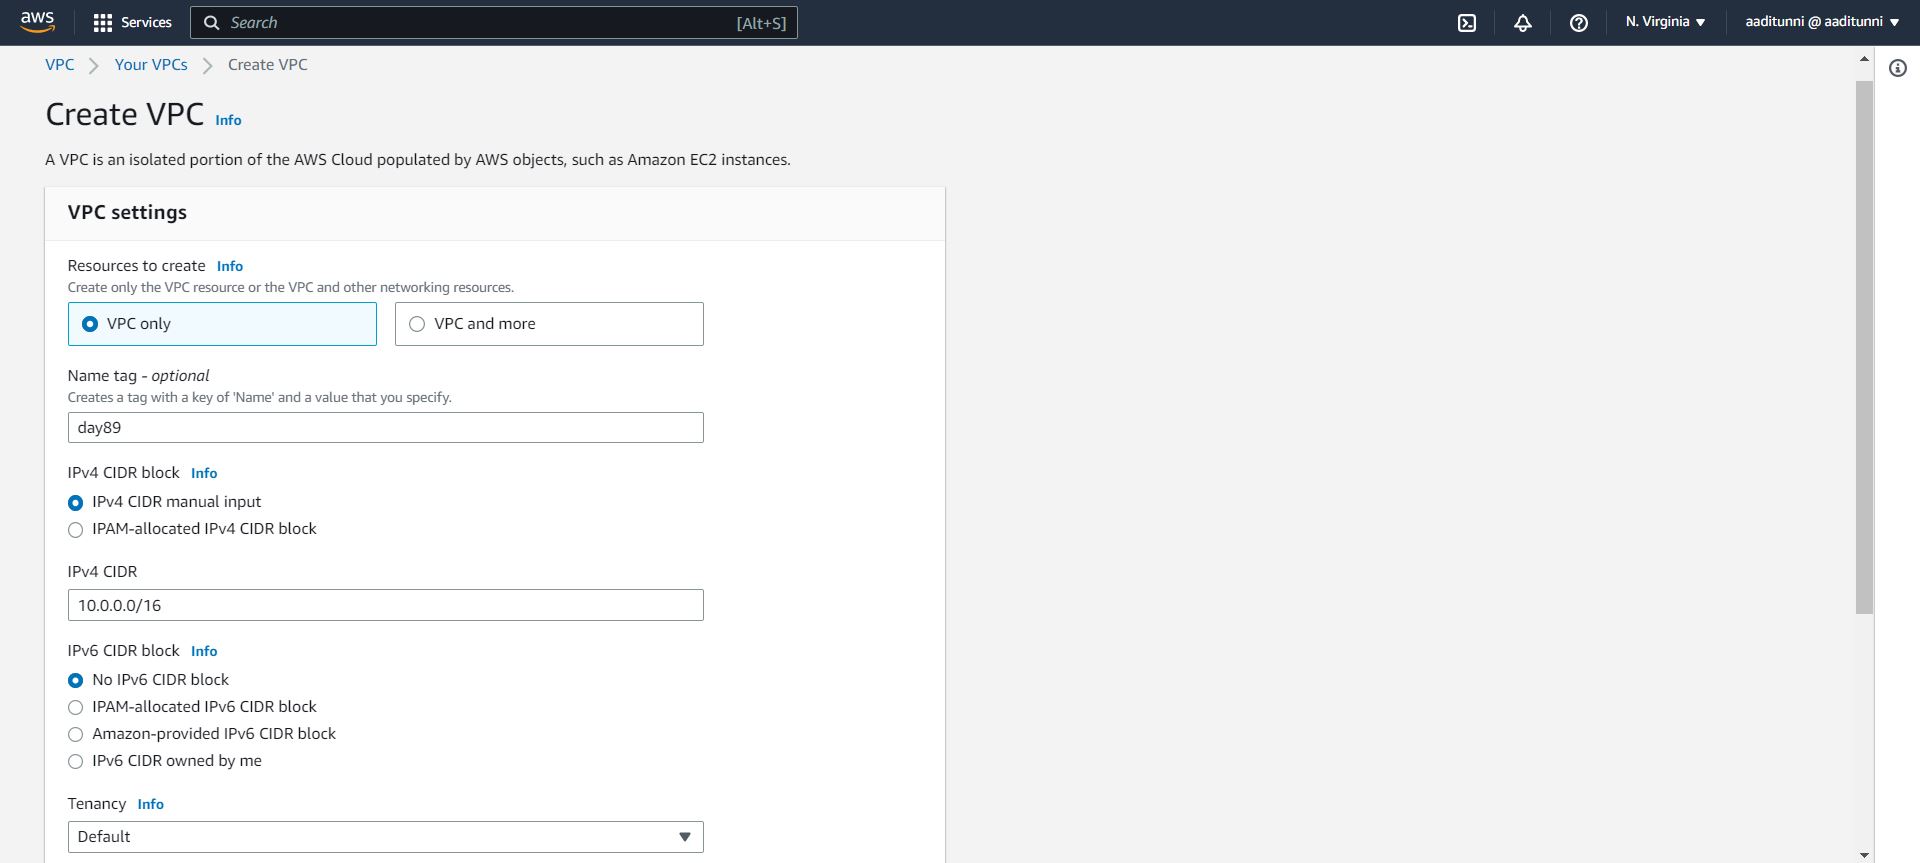 aws Services Search [Alt+S] N. Virginia aaditunni @ aaditunni
VPC Your VPCs Create VPC
Create VPC Info
A VPC is an isolated portion of the AWS Cloud populated by AWS objects, such as Amazon EC2 instances.
VPC settings
Resources to create Info
Create only the VPC resource or the VPC and other networking resources.
VPC only VPC and more
Name tag - optional
Creates a tag with a key of 'Name' and a value that you specify.
day89
IPv4 CIDR block Info
IPv4 CIDR manual input
IPAM-allocated IPv4 CIDR block
IPv4 CIDR
10.0.0.0/16
IPv6 CIDR block Info
No IPv6 CIDR block
IPAM-allocated IPv6 CIDR block
Amazon-provided IPv6 CIDR block
IPv6 CIDR owned by me
Tenancy Info
Default